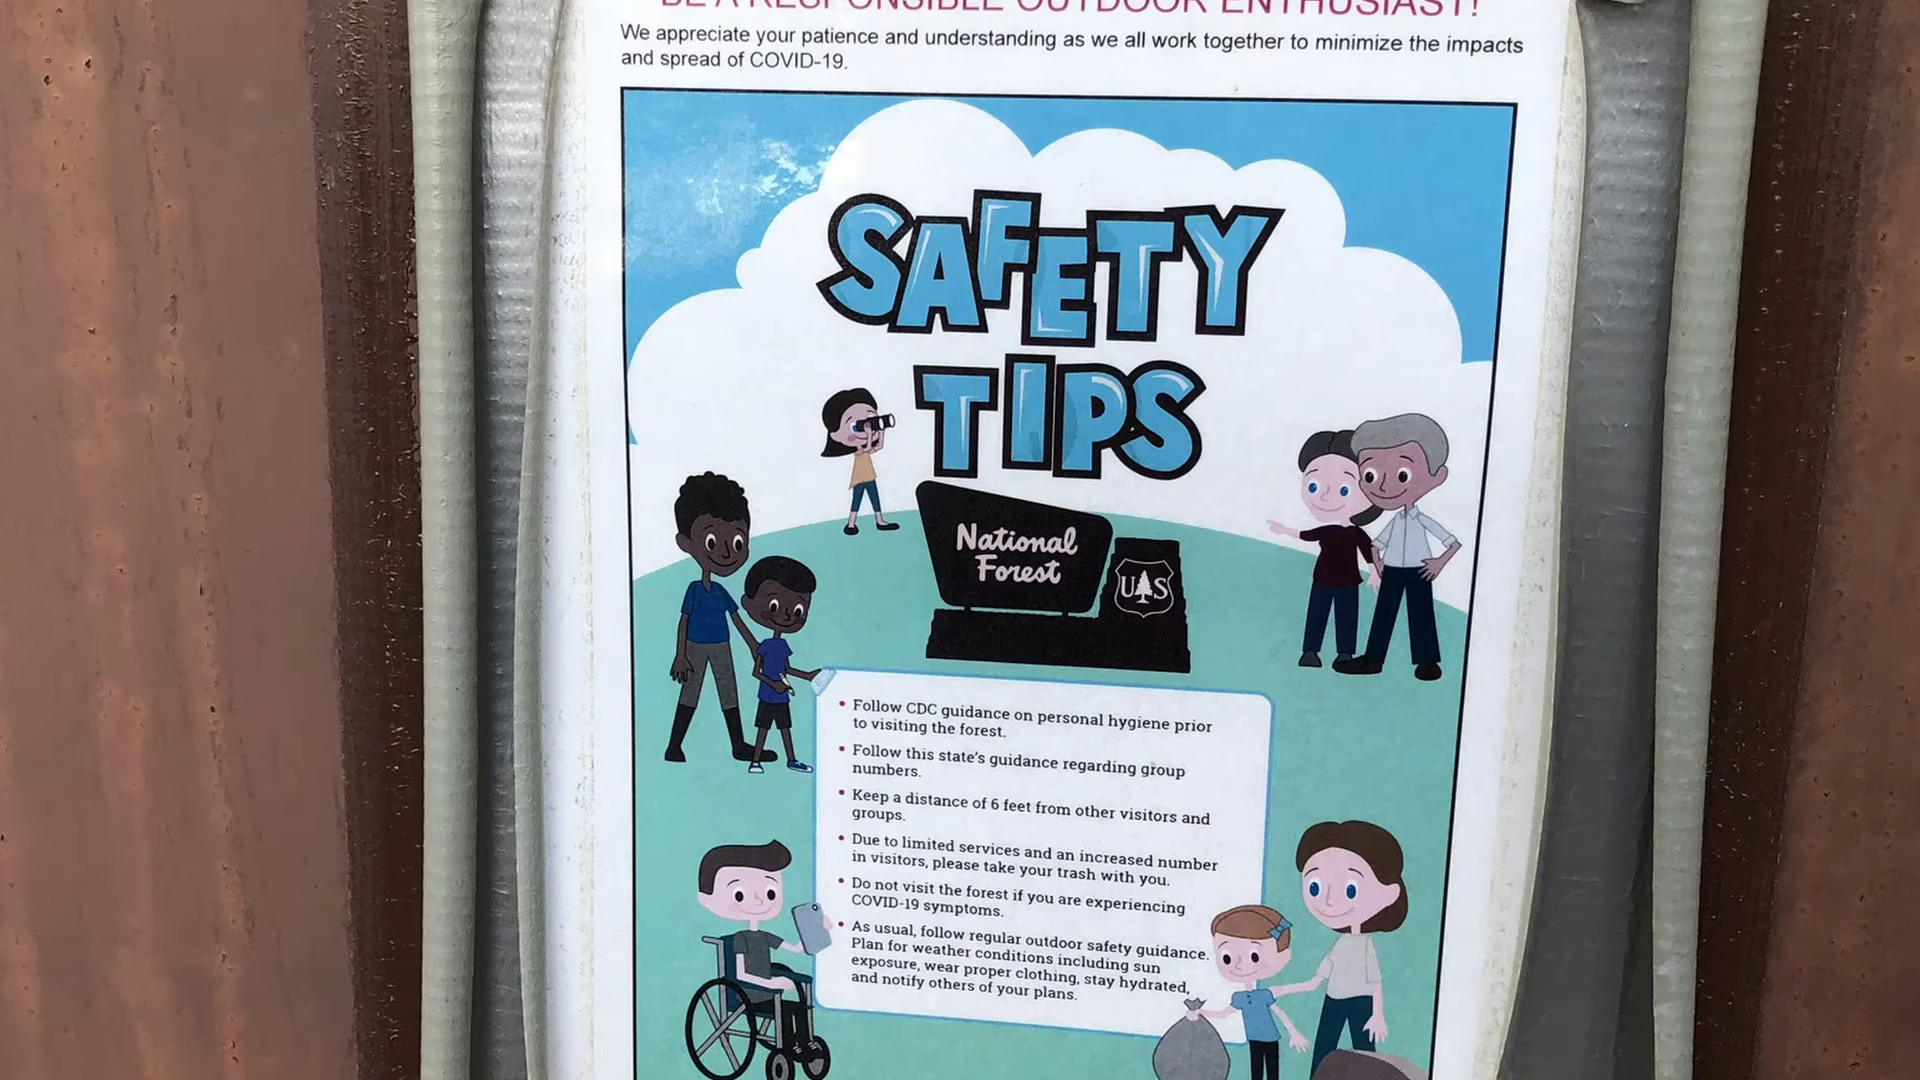 BE A RESPONSIBLE OUTDOOR ENTHUSIAST!
We appreciate your patience and understanding as we all work together to minimize the impacts
and spread of COVID-19.
SAFETY
TIPS
National
Forest
U S
• Follow CDC guidance on personal hygiene prior
to visiting the forest.
• Follow this state's guidance regarding group
numbers.
• Keep a distance of 6 feet from other visitors and
groups.
• Due to limited services and an increased number
in visitors, please take your trash with you.
• Do not visit the forest if you are experiencing
COVID-19 symptoms.
• As usual, follow regular outdoor safety guidance.
Plan for weather conditions including sun
exposure, wear proper clothing, stay hydrated,
and notify others of your plans.